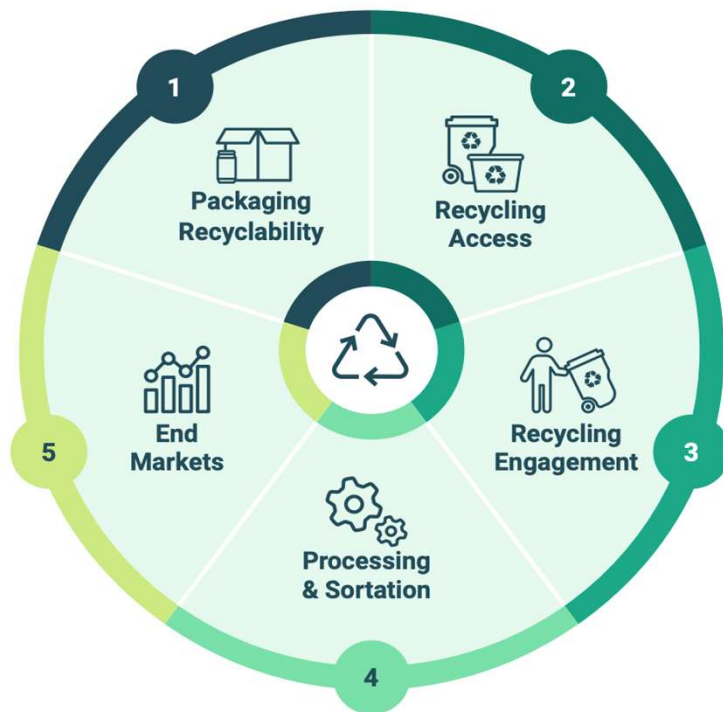 1
Packaging
Recyclability
2
Recycling
Access
3
Recycling
Engagement
4
Processing
& Sortation
5
End
Markets